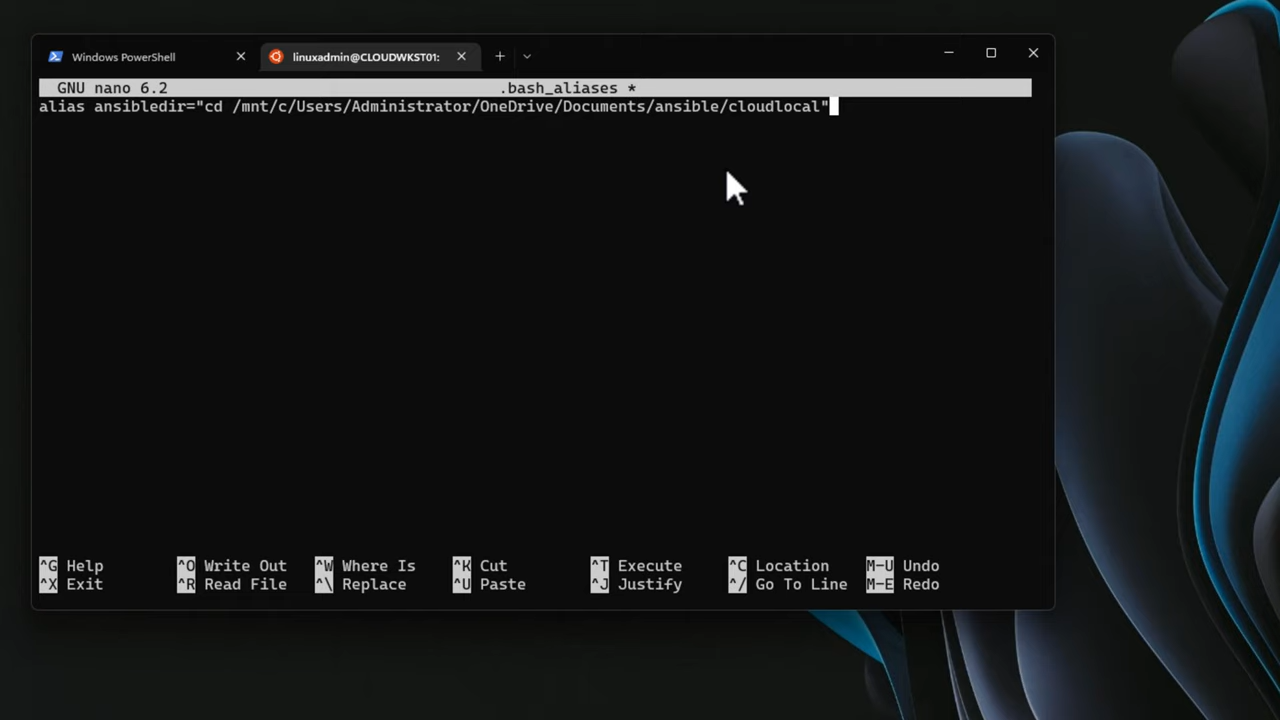 Windows PowerShell
linuxadmin@CLOUDWKST01:
GNU nano 6.2 .bash_aliases *
alias ansibledir="cd /mnt/c/Users/Administrator/OneDrive/Documents/ansible/cloudlocal"
^G Help ^O Write Out ^W Where Is ^K Cut ^T Execute ^C Location M-U Undo
^X Exit ^R Read File ^\ Replace ^U Paste ^J Justify ^/ Go To Line M-E Redo